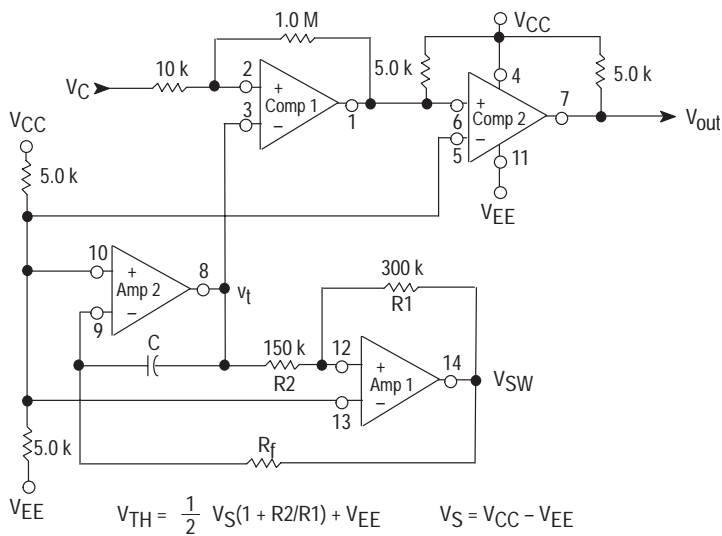 1.0 M
V_CC
V_C
10 k
2
+
Comp 1
3
−
1
5.0 k
4
5.0 k
6
+
Comp 2
5
−
7
V_out
11
V_EE
V_CC
5.0 k
10
+
Amp 2
8
9
−
v_t
C
300 k
R1
150 k
R2
12
+
Amp 1
14
V_SW
−
13
R_f
5.0 k
V_EE
V_TH = 1/2 V_S(1 + R2/R1) + V_EE V_S = V_CC − V_EE